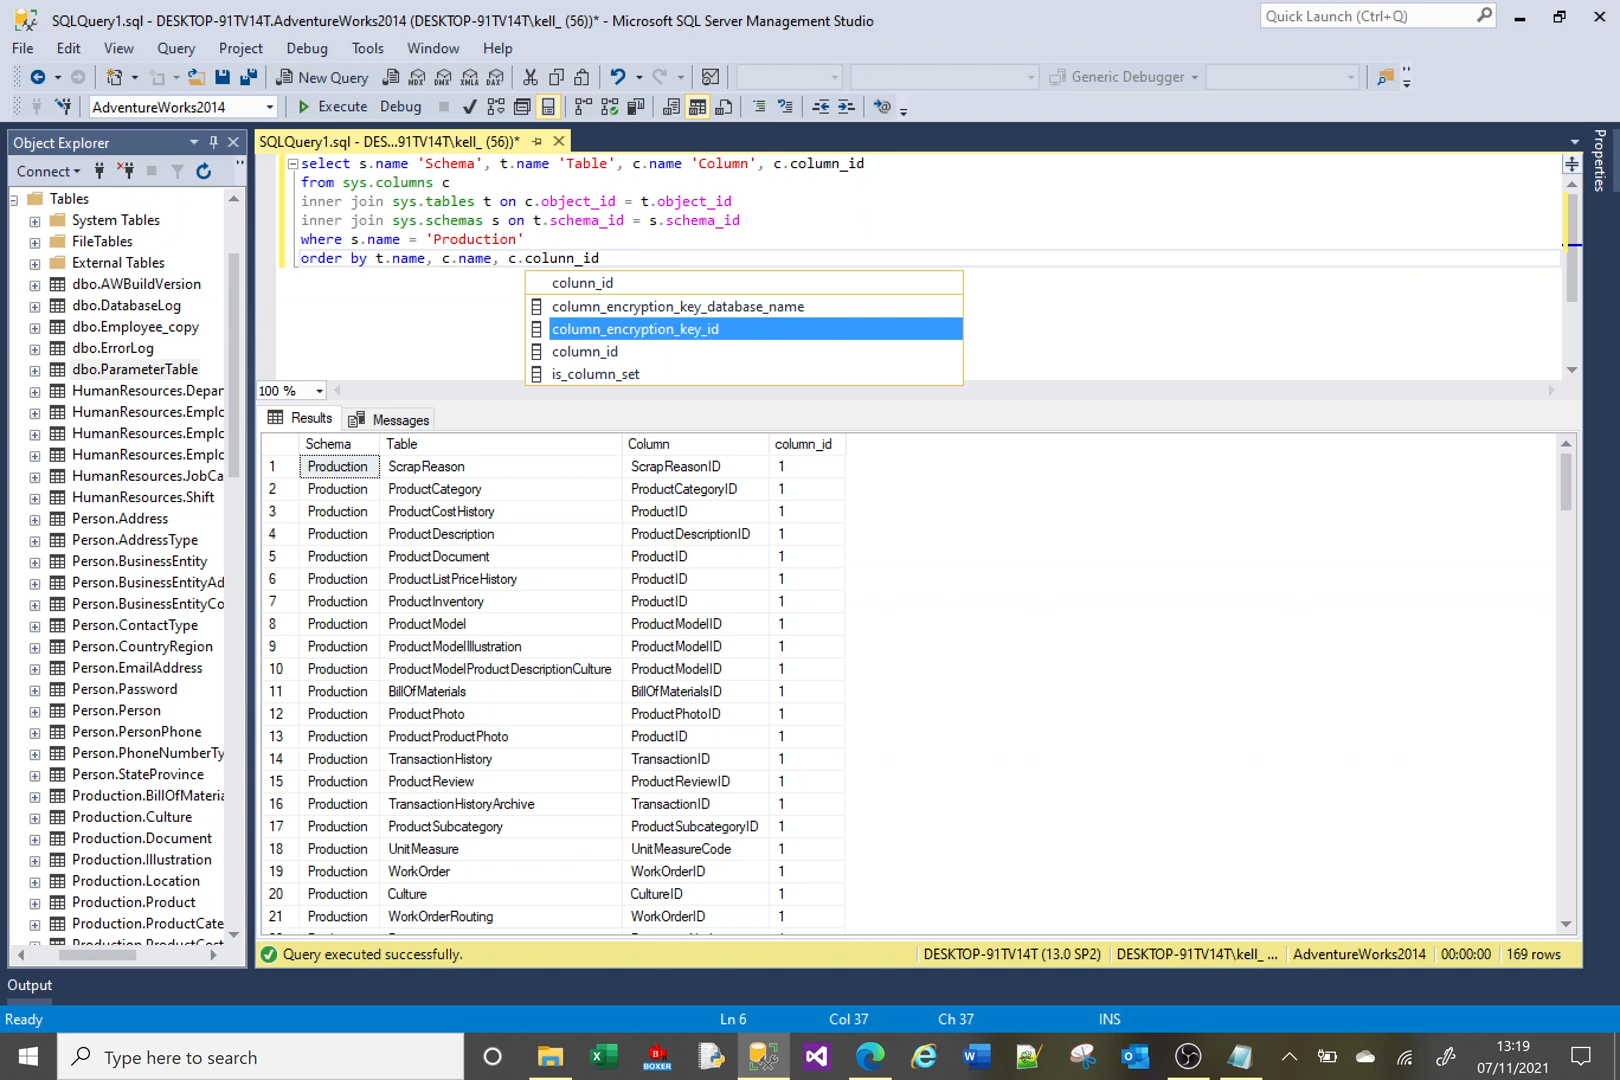 SQLQuery1.sql - DESKTOP-91TV14T.AdventureWorks2014 (DESKTOP-91TV14T\kell_ (56))* - Microsoft SQL Server Management Studio
Quick Launch (Ctrl+Q)
File Edit View Query Project Debug Tools Window Help
New Query MDX DMX XMLA DAX Generic Debugger
AdventureWorks2014 Execute Debug
Object Explorer
SQLQuery1.sql - DES...91TV14T\kell_ (56))*
Properties
Connect
Tables
System Tables
FileTables
External Tables
dbo.AWBuildVersion
dbo.DatabaseLog
dbo.Employee_copy
dbo.ErrorLog
dbo.ParameterTable
HumanResources.Depar
HumanResources.Emplc
HumanResources.Emplc
HumanResources.Emplc
HumanResources.JobCa
HumanResources.Shift
Person.Address
Person.AddressType
Person.BusinessEntity
Person.BusinessEntityAd
Person.BusinessEntityCo
Person.ContactType
Person.CountryRegion
Person.EmailAddress
Person.Password
Person.Person
Person.PersonPhone
Person.PhoneNumberTy
Person.StateProvince
Production.BillOfMateria
Production.Culture
Production.Document
Production.Illustration
Production.Location
Production.Product
Production.ProductCate
Production.ProductCost
select s.name 'Schema', t.name 'Table', c.name 'Column', c.column_id
from sys.columns c
inner join sys.tables t on c.object_id = t.object_id
inner join sys.schemas s on t.schema_id = s.schema_id
where s.name = 'Production'
order by t.name, c.name, c.colunn_id
colunn_id
column_encryption_key_database_name
column_encryption_key_id
column_id
is_column_set
100 %
Results Messages
Schema Table Column column_id
1 Production ScrapReason ScrapReasonID 1
2 Production ProductCategory ProductCategoryID 1
3 Production ProductCostHistory ProductID 1
4 Production ProductDescription ProductDescriptionID 1
5 Production ProductDocument ProductID 1
6 Production ProductListPriceHistory ProductID 1
7 Production ProductInventory ProductID 1
8 Production ProductModel ProductModelID 1
9 Production ProductModelIllustration ProductModelID 1
10 Production ProductModelProductDescriptionCulture ProductModelID 1
11 Production BillOfMaterials BillOfMaterialsID 1
12 Production ProductPhoto ProductPhotoID 1
13 Production ProductProductPhoto ProductID 1
14 Production TransactionHistory TransactionID 1
15 Production ProductReview ProductReviewID 1
16 Production TransactionHistoryArchive TransactionID 1
17 Production ProductSubcategory ProductSubcategoryID 1
18 Production UnitMeasure UnitMeasureCode 1
19 Production WorkOrder WorkOrderID 1
20 Production Culture CultureID 1
21 Production WorkOrderRouting WorkOrderID 1
Query executed successfully.
DESKTOP-91TV14T (13.0 SP2) DESKTOP-91TV14T\kell_ ... AdventureWorks2014 00:00:00 169 rows
Output
Ready Ln 6 Col 37 Ch 37 INS
Type here to search
BOXER
13:19
07/11/2021